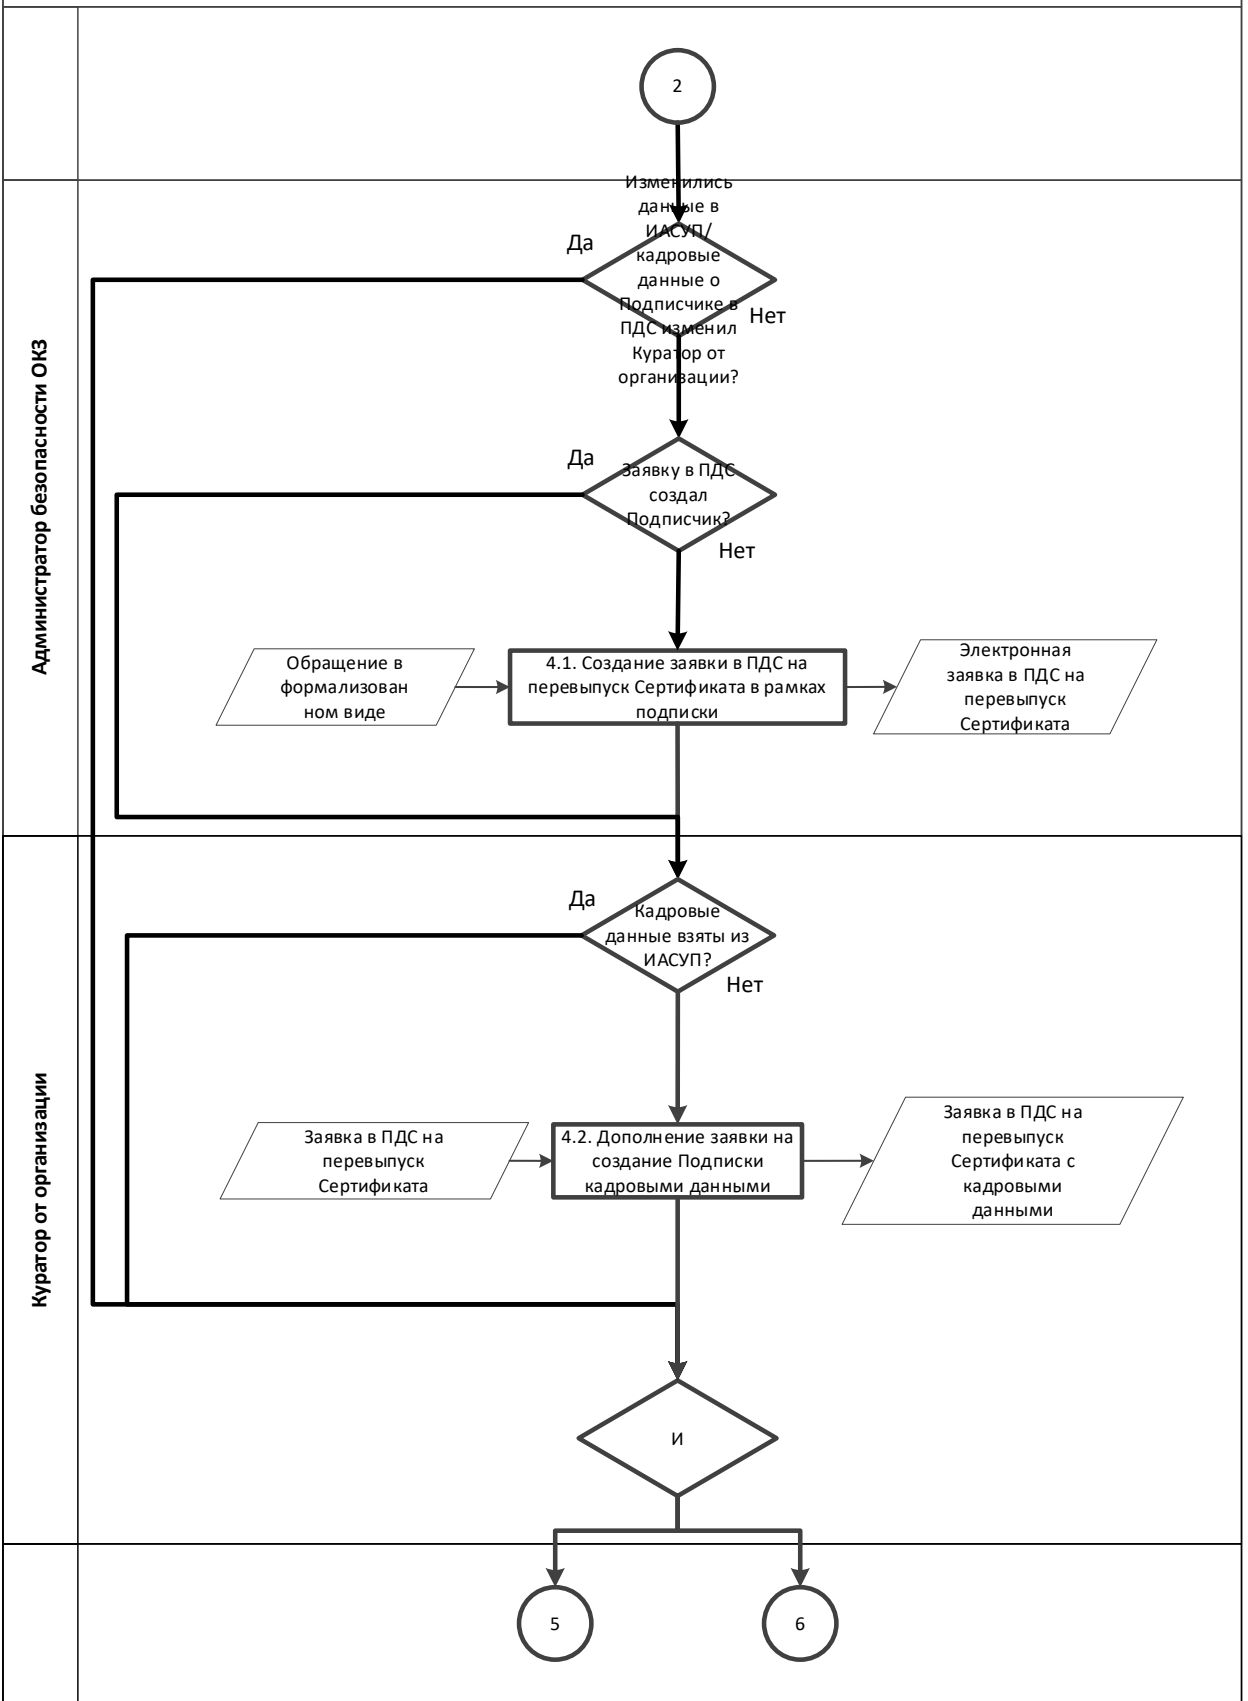 2
Администратор безопасности ОКЗ
Изменились
данные в
ИАСУП/
кадровые
данные о
Подписчике в
ПДС изменил
Куратор от
организации?
Да
Нет
Да
Заявку в ПДС
создал
Подписчик?
Нет
Обращение в
формализован
ном виде
4.1. Создание заявки в ПДС на
перевыпуск Сертификата в рамках
подписки
Электронная
заявка в ПДС на
перевыпуск
Сертификата
Куратор от организации
Да
Кадровые
данные взяты из
ИАСУП?
Нет
Заявка в ПДС на
перевыпуск
Сертификата
4.2. Дополнение заявки на
создание Подписки
кадровыми данными
Заявка в ПДС на
перевыпуск
Сертификата с
кадровыми
данными
И
5
6